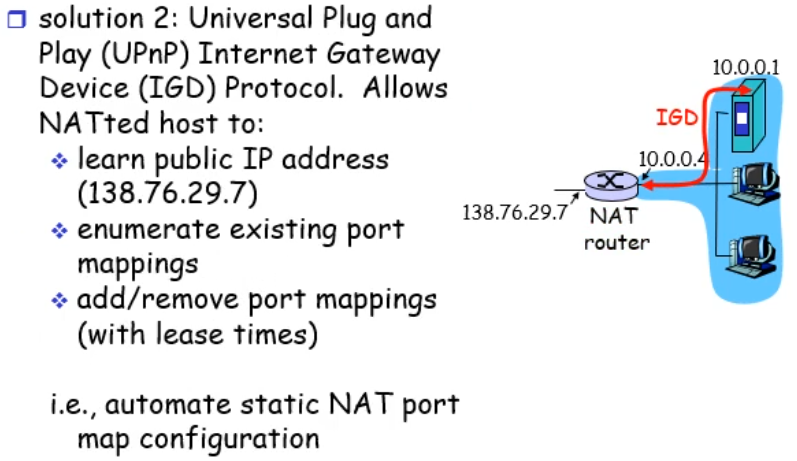 solution 2: Universal Plug and
Play (UPnP) Internet Gateway
Device (IGD) Protocol. Allows
NATted host to:
learn public IP address
(138.76.29.7)
enumerate existing port
mappings
add/remove port mappings
(with lease times)
i.e., automate static NAT port
map configuration
10.0.0.1
IGD
10.0.0.4
138.76.29.7
NAT
router